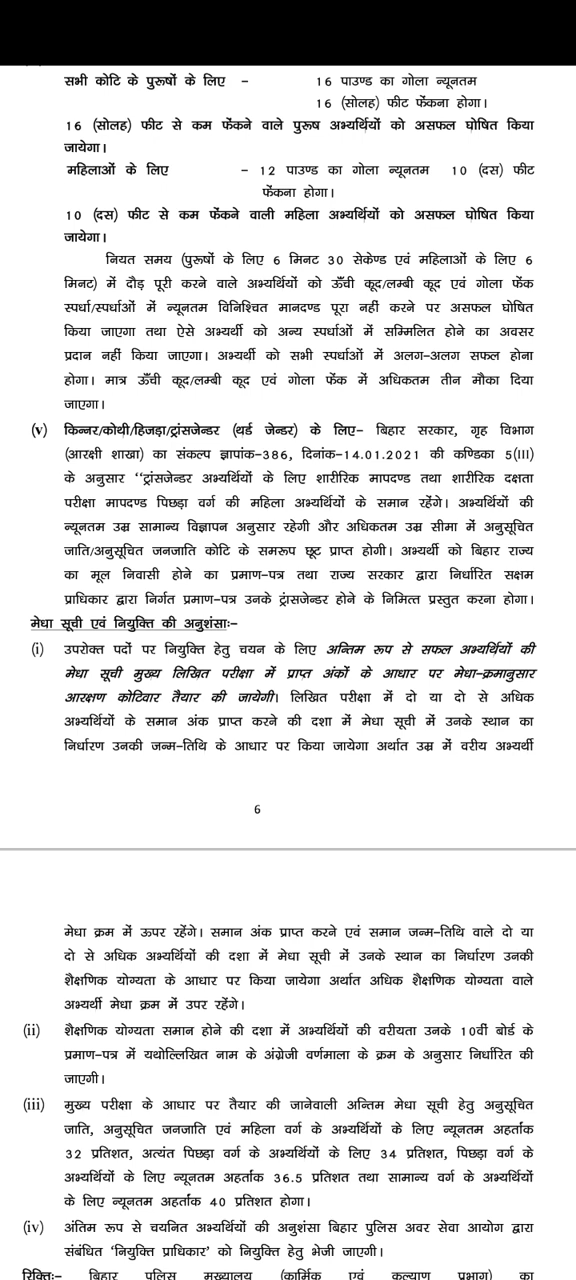 सभी कोटि के पुरूषों के लिए – 16 पाउण्ड का गोला न्यूनतम
16 (सोलह) फीट फेंकना होगा।
16 (सोलह) फीट से कम फेंकने वाले पुरूष अभ्यर्थियों को असफल घोषित किया
जायेगा।
महिलाओं के लिए – 12 पाउण्ड का गोला न्यूनतम 10 (दस) फीट
फेंकना होगा।
10 (दस) फीट से कम फेंकने वाली महिला अभ्यर्थियों को असफल घोषित किया
जायेगा।
नियत समय (पुरूषों के लिए 6 मिनट 30 सेकेण्ड एवं महिलाओं के लिए 6
मिनट) में दौड़ पूरी करने वाले अभ्यर्थियों को ऊँची कूद/लम्बी कूद एवं गोला फेंक
स्पर्धा/स्पर्धाओं में न्यूनतम विनिश्चित मानदण्ड पूरा नहीं करने पर असफल घोषित
किया जाएगा तथा ऐसे अभ्यर्थी को अन्य स्पर्धाओं में सम्मिलित होने का अवसर
प्रदान नहीं किया जाएगा। अभ्यर्थी को सभी स्पर्धाओं में अलग–अलग सफल होना
होगा। मात्र ऊँची कूद/लम्बी कूद एवं गोला फेंक में अधिकतम तीन मौका दिया
जाएगा।
(v) किन्नर/कोथी/हिजड़ा/ट्रांसजेन्डर (थर्ड जेन्डर) के लिए– बिहार सरकार, गृह विभाग
(आरक्षी शाखा) का संकल्प ज्ञापांक–386, दिनांक–14.01.2021 की कण्डिका 5(III)
के अनुसार ‘‘ट्रांसजेन्डर अभ्यर्थियों के लिए शारीरिक मापदण्ड तथा शारीरिक दक्षता
परीक्षा मापदण्ड पिछड़ा वर्ग की महिला अभ्यर्थियों के समान रहेंगे। अभ्यर्थियों की
न्यूनतम उम्र सामान्य विज्ञापन अनुसार रहेगी और अधिकतम उम्र सीमा में अनुसूचित
जाति/अनुसूचित जनजाति कोटि के समरूप छूट प्राप्त होगी। अभ्यर्थी को बिहार राज्य
का मूल निवासी होने का प्रमाण–पत्र तथा राज्य सरकार द्वारा निर्धारित सक्षम
प्राधिकार द्वारा निर्गत प्रमाण–पत्र उनके ट्रांसजेन्डर होने के निमित्त प्रस्तुत करना होगा।
मेधा सूची एवं नियुक्ति की अनुशंसाः–
(i) उपरोक्त पदों पर नियुक्ति हेतु चयन के लिए अन्तिम रूप से सफल अभ्यर्थियों की
मेधा सूची मुख्य लिखित परीक्षा में प्राप्त अंकों के आधार पर मेधा–क्रमानुसार
आरक्षण कोटिवार तैयार की जायेगी। लिखित परीक्षा में दो या दो से अधिक
अभ्यर्थियों के समान अंक प्राप्त करने की दशा में मेधा सूची में उनके स्थान का
निर्धारण उनकी जन्म–तिथि के आधार पर किया जायेगा अर्थात उम्र में वरीय अभ्यर्थी
6
मेधा क्रम में ऊपर रहेंगे। समान अंक प्राप्त करने एवं समान जन्म–तिथि वाले दो या
दो से अधिक अभ्यर्थियों की दशा में मेधा सूची में उनके स्थान का निर्धारण उनकी
शैक्षणिक योग्यता के आधार पर किया जायेगा अर्थात अधिक शैक्षणिक योग्यता वाले
अभ्यर्थी मेधा क्रम में उपर रहेंगे।
(ii) शैक्षणिक योग्यता समान होने की दशा में अभ्यर्थियों की वरीयता उनके 10वीं बोर्ड के
प्रमाण–पत्र में यथोल्लिखित नाम के अंग्रेजी वर्णमाला के क्रम के अनुसार निर्धारित की
जाएगी।
(iii) मुख्य परीक्षा के आधार पर तैयार की जानेवाली अन्तिम मेधा सूची हेतु अनुसूचित
जाति, अनुसूचित जनजाति एवं महिला वर्ग के अभ्यर्थियों के लिए न्यूनतम अहर्ताक
32 प्रतिशत, अत्यंत पिछड़ा वर्ग के अभ्यर्थियों के लिए 34 प्रतिशत, पिछड़ा वर्ग के
अभ्यर्थियों के लिए न्यूनतम अहर्ताक 36.5 प्रतिशत तथा सामान्य वर्ग के अभ्यर्थियों
के लिए न्यूनतम अहर्ताक 40 प्रतिशत होगा।
(iv) अंतिम रूप से चयनित अभ्यर्थियों की अनुशंसा बिहार पुलिस अवर सेवा आयोग द्वारा
संबंधित ‘नियुक्ति प्राधिकार’ को नियुक्ति हेतु भेजी जाएगी।
रिक्तिः– बिहार पुलिस मुख्यालय (कार्मिक एवं कल्याण प्रभाग) का